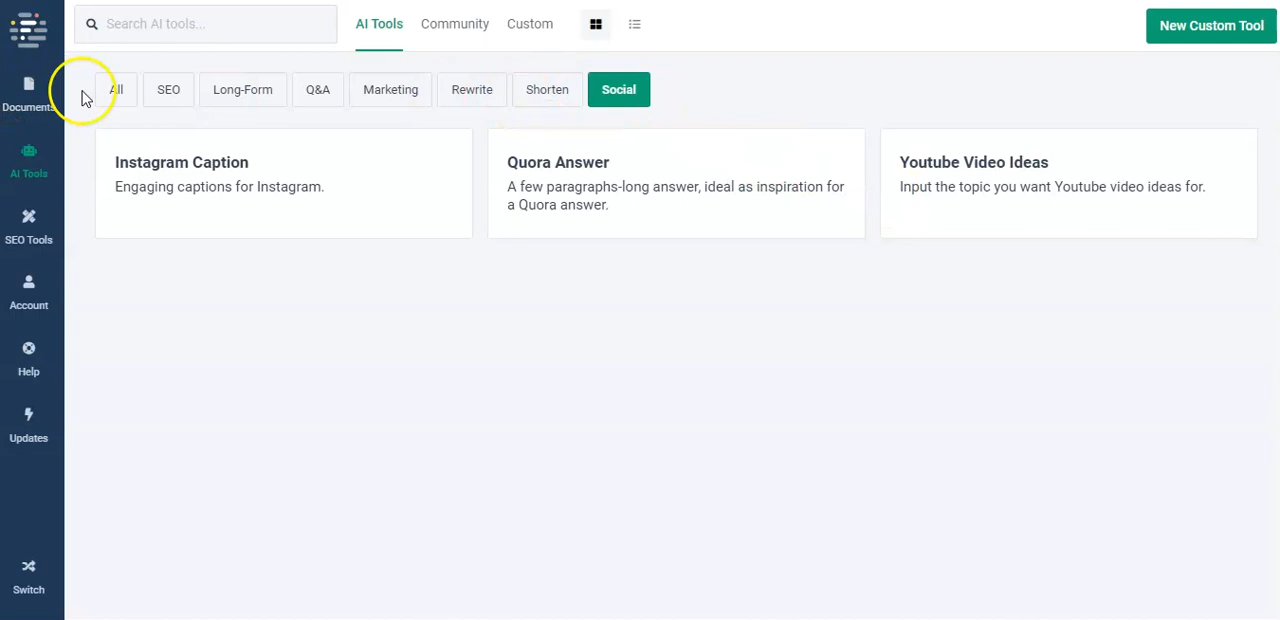 Search AI tools...
AI Tools
Community
Custom
New Custom Tool
Documents
AI Tools
SEO Tools
Account
Help
Updates
Switch
All
SEO
Long-Form
Q&A
Marketing
Rewrite
Shorten
Social
Instagram Caption
Engaging captions for Instagram.
Quora Answer
A few paragraphs-long answer, ideal as inspiration for
a Quora answer.
Youtube Video Ideas
Input the topic you want Youtube video ideas for.